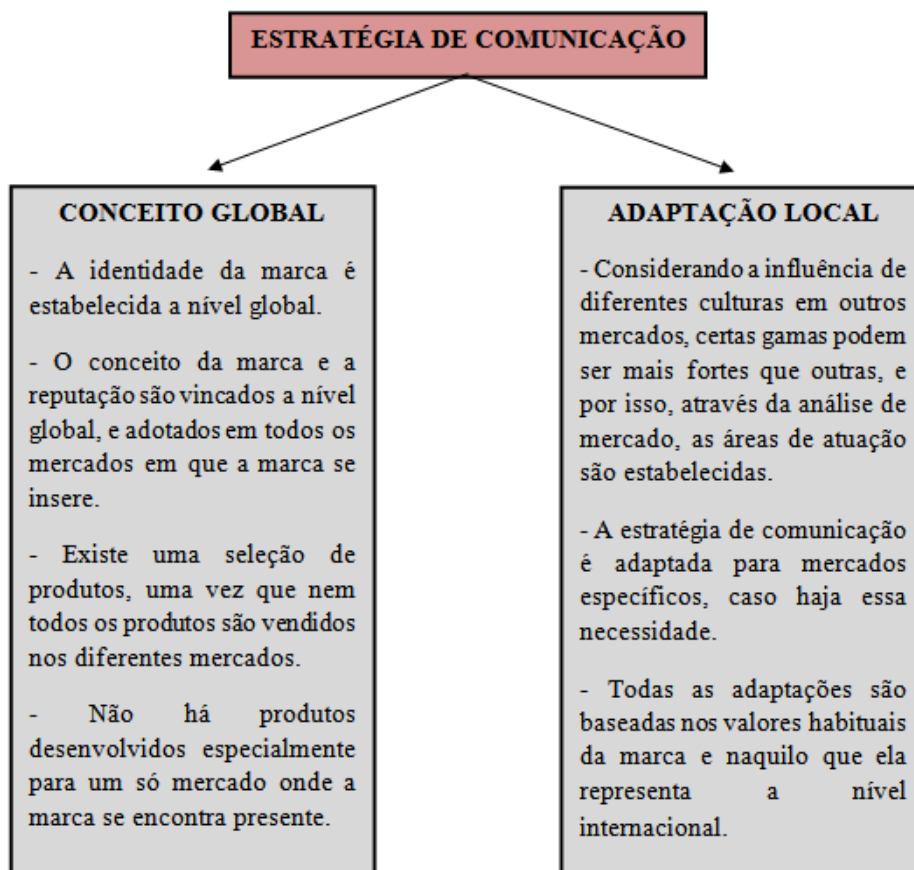 ESTRATÉGIA DE COMUNICAÇÃO
CONCEITO GLOBAL
- A identidade da marca é
estabelecida a nível global.
- O conceito da marca e a
reputação são vincados a nível
global, e adotados em todos os
mercados em que a marca se
insere.
- Existe uma seleção de
produtos, uma vez que nem
todos os produtos são vendidos
nos diferentes mercados.
- Não há produtos
desenvolvidos especialmente
para um só mercado onde a
marca se encontra presente.
ADAPTAÇÃO LOCAL
- Considerando a influência de
diferentes culturas em outros
mercados, certas gamas podem
ser mais fortes que outras, e
por isso, através da análise de
mercado, as áreas de atuação
são estabelecidas.
- A estratégia de comunicação
é adaptada para mercados
específicos, caso haja essa
necessidade.
- Todas as adaptações são
baseadas nos valores habituais
da marca e naquilo que ela
representa a nível
internacional.